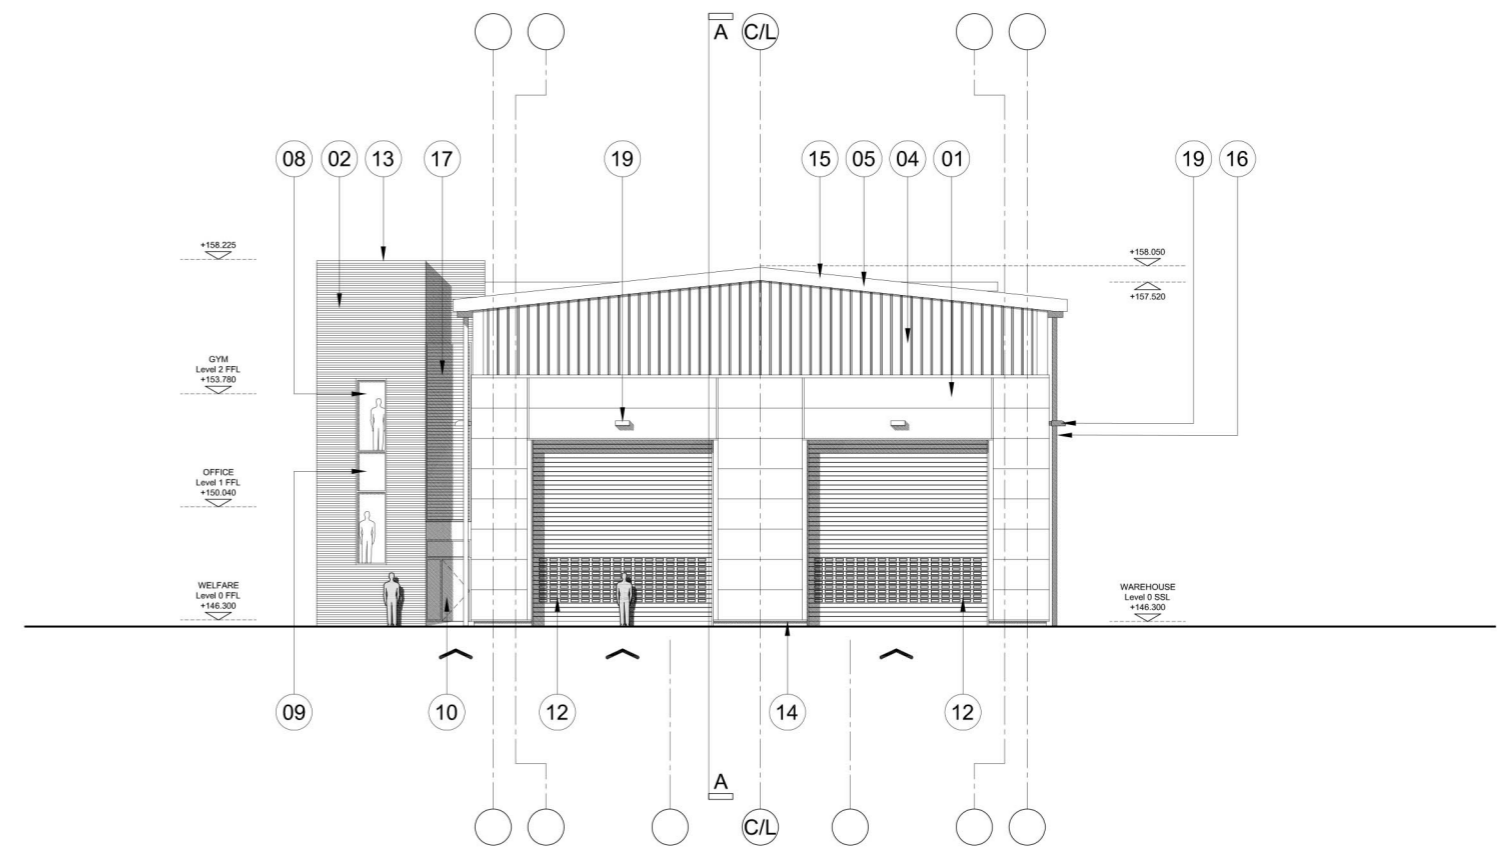 A C/L
08 02 13 17 19 15 05 04 01 19 16
+158.225
+158.050
+157.520
GYM
Level 2 FFL
+153.780
OFFICE
Level 1 FFL
+150.040
WELFARE
Level 0 FFL
+146.300
WAREHOUSE
Level 0 SSL
+146.300
09 10 12 14 12
A
C/L